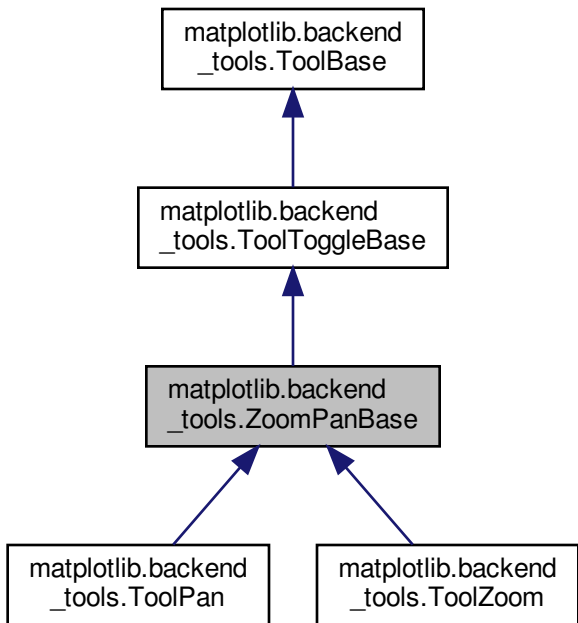 matplotlib.backend
_tools.ToolBase
matplotlib.backend
_tools.ToolToggleBase
matplotlib.backend
_tools.ZoomPanBase
matplotlib.backend
_tools.ToolPan
matplotlib.backend
_tools.ToolZoom